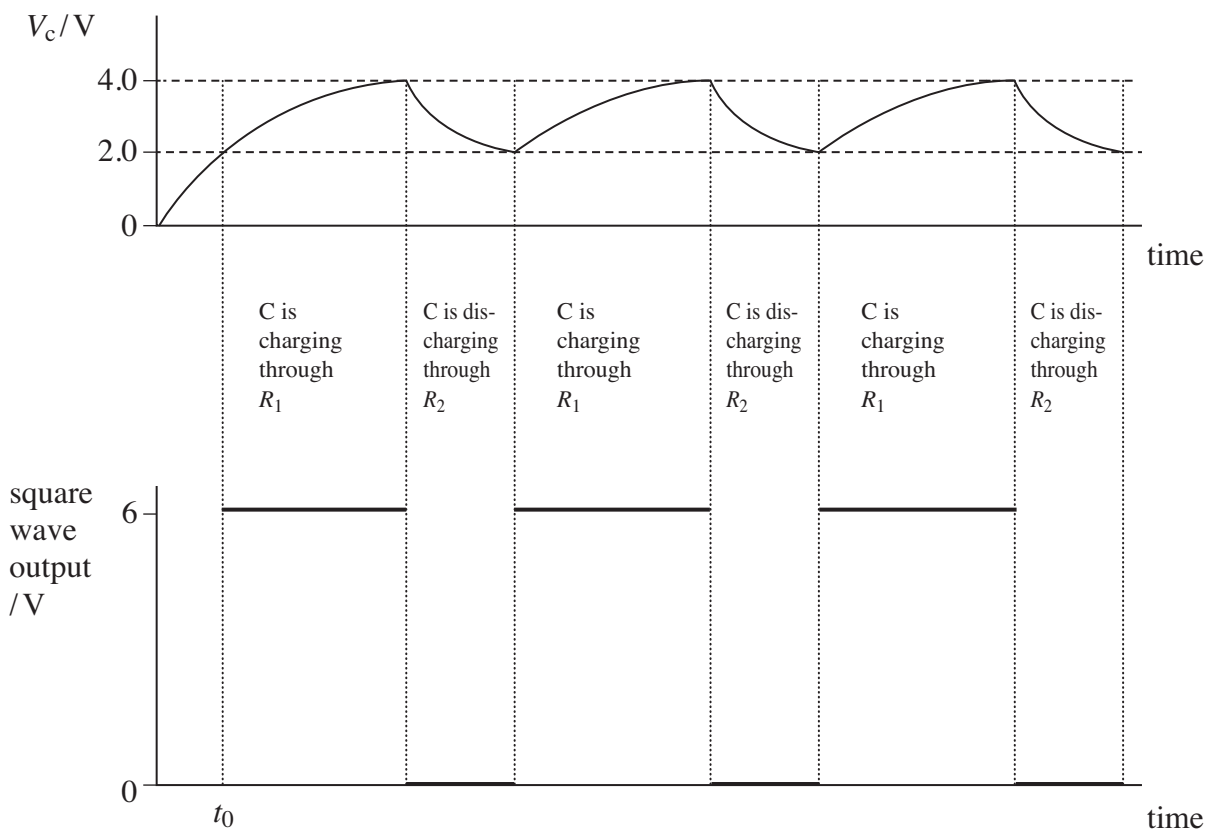 V_c / V
4.0
2.0
0
time
C is
charging
through
R_1
C is dis-
charging
through
R_2
C is
charging
through
R_1
C is dis-
charging
through
R_2
C is
charging
through
R_1
C is dis-
charging
through
R_2
square
wave
output
/ V
6
0
t_0
time